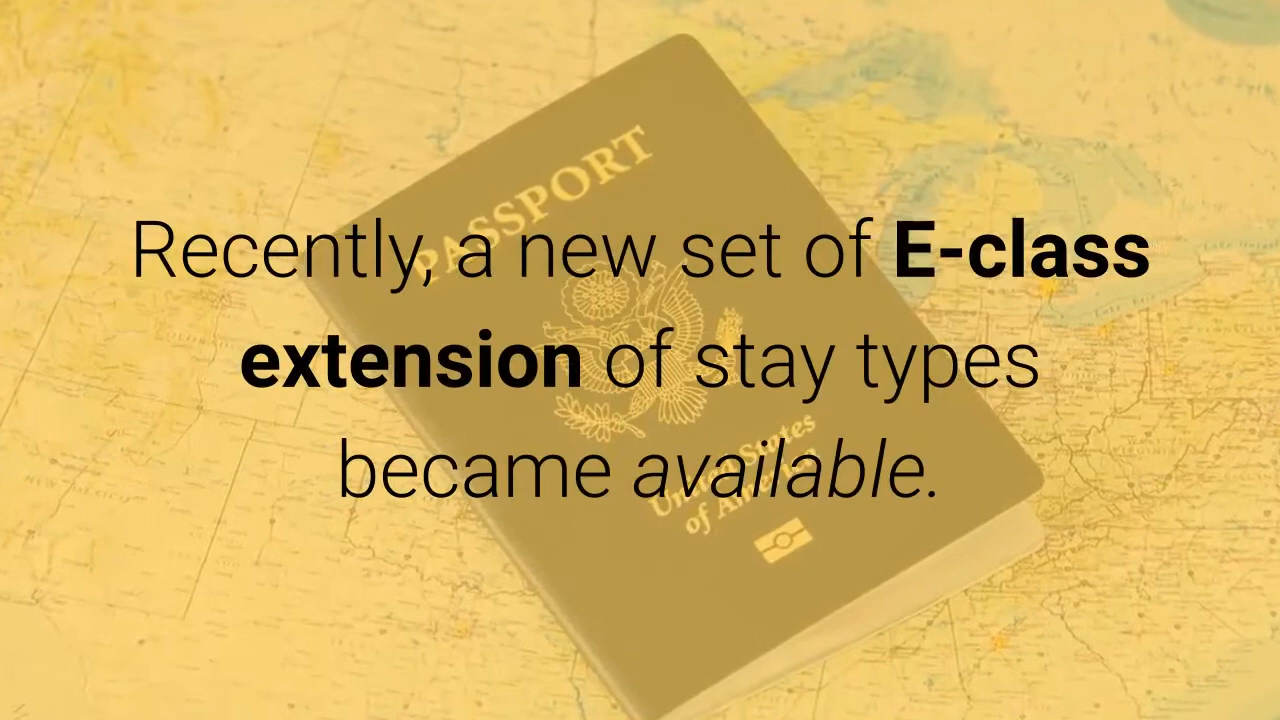 PASSPORT
Recently, a new set of E-class
extension of stay types
became available.
United States
of America